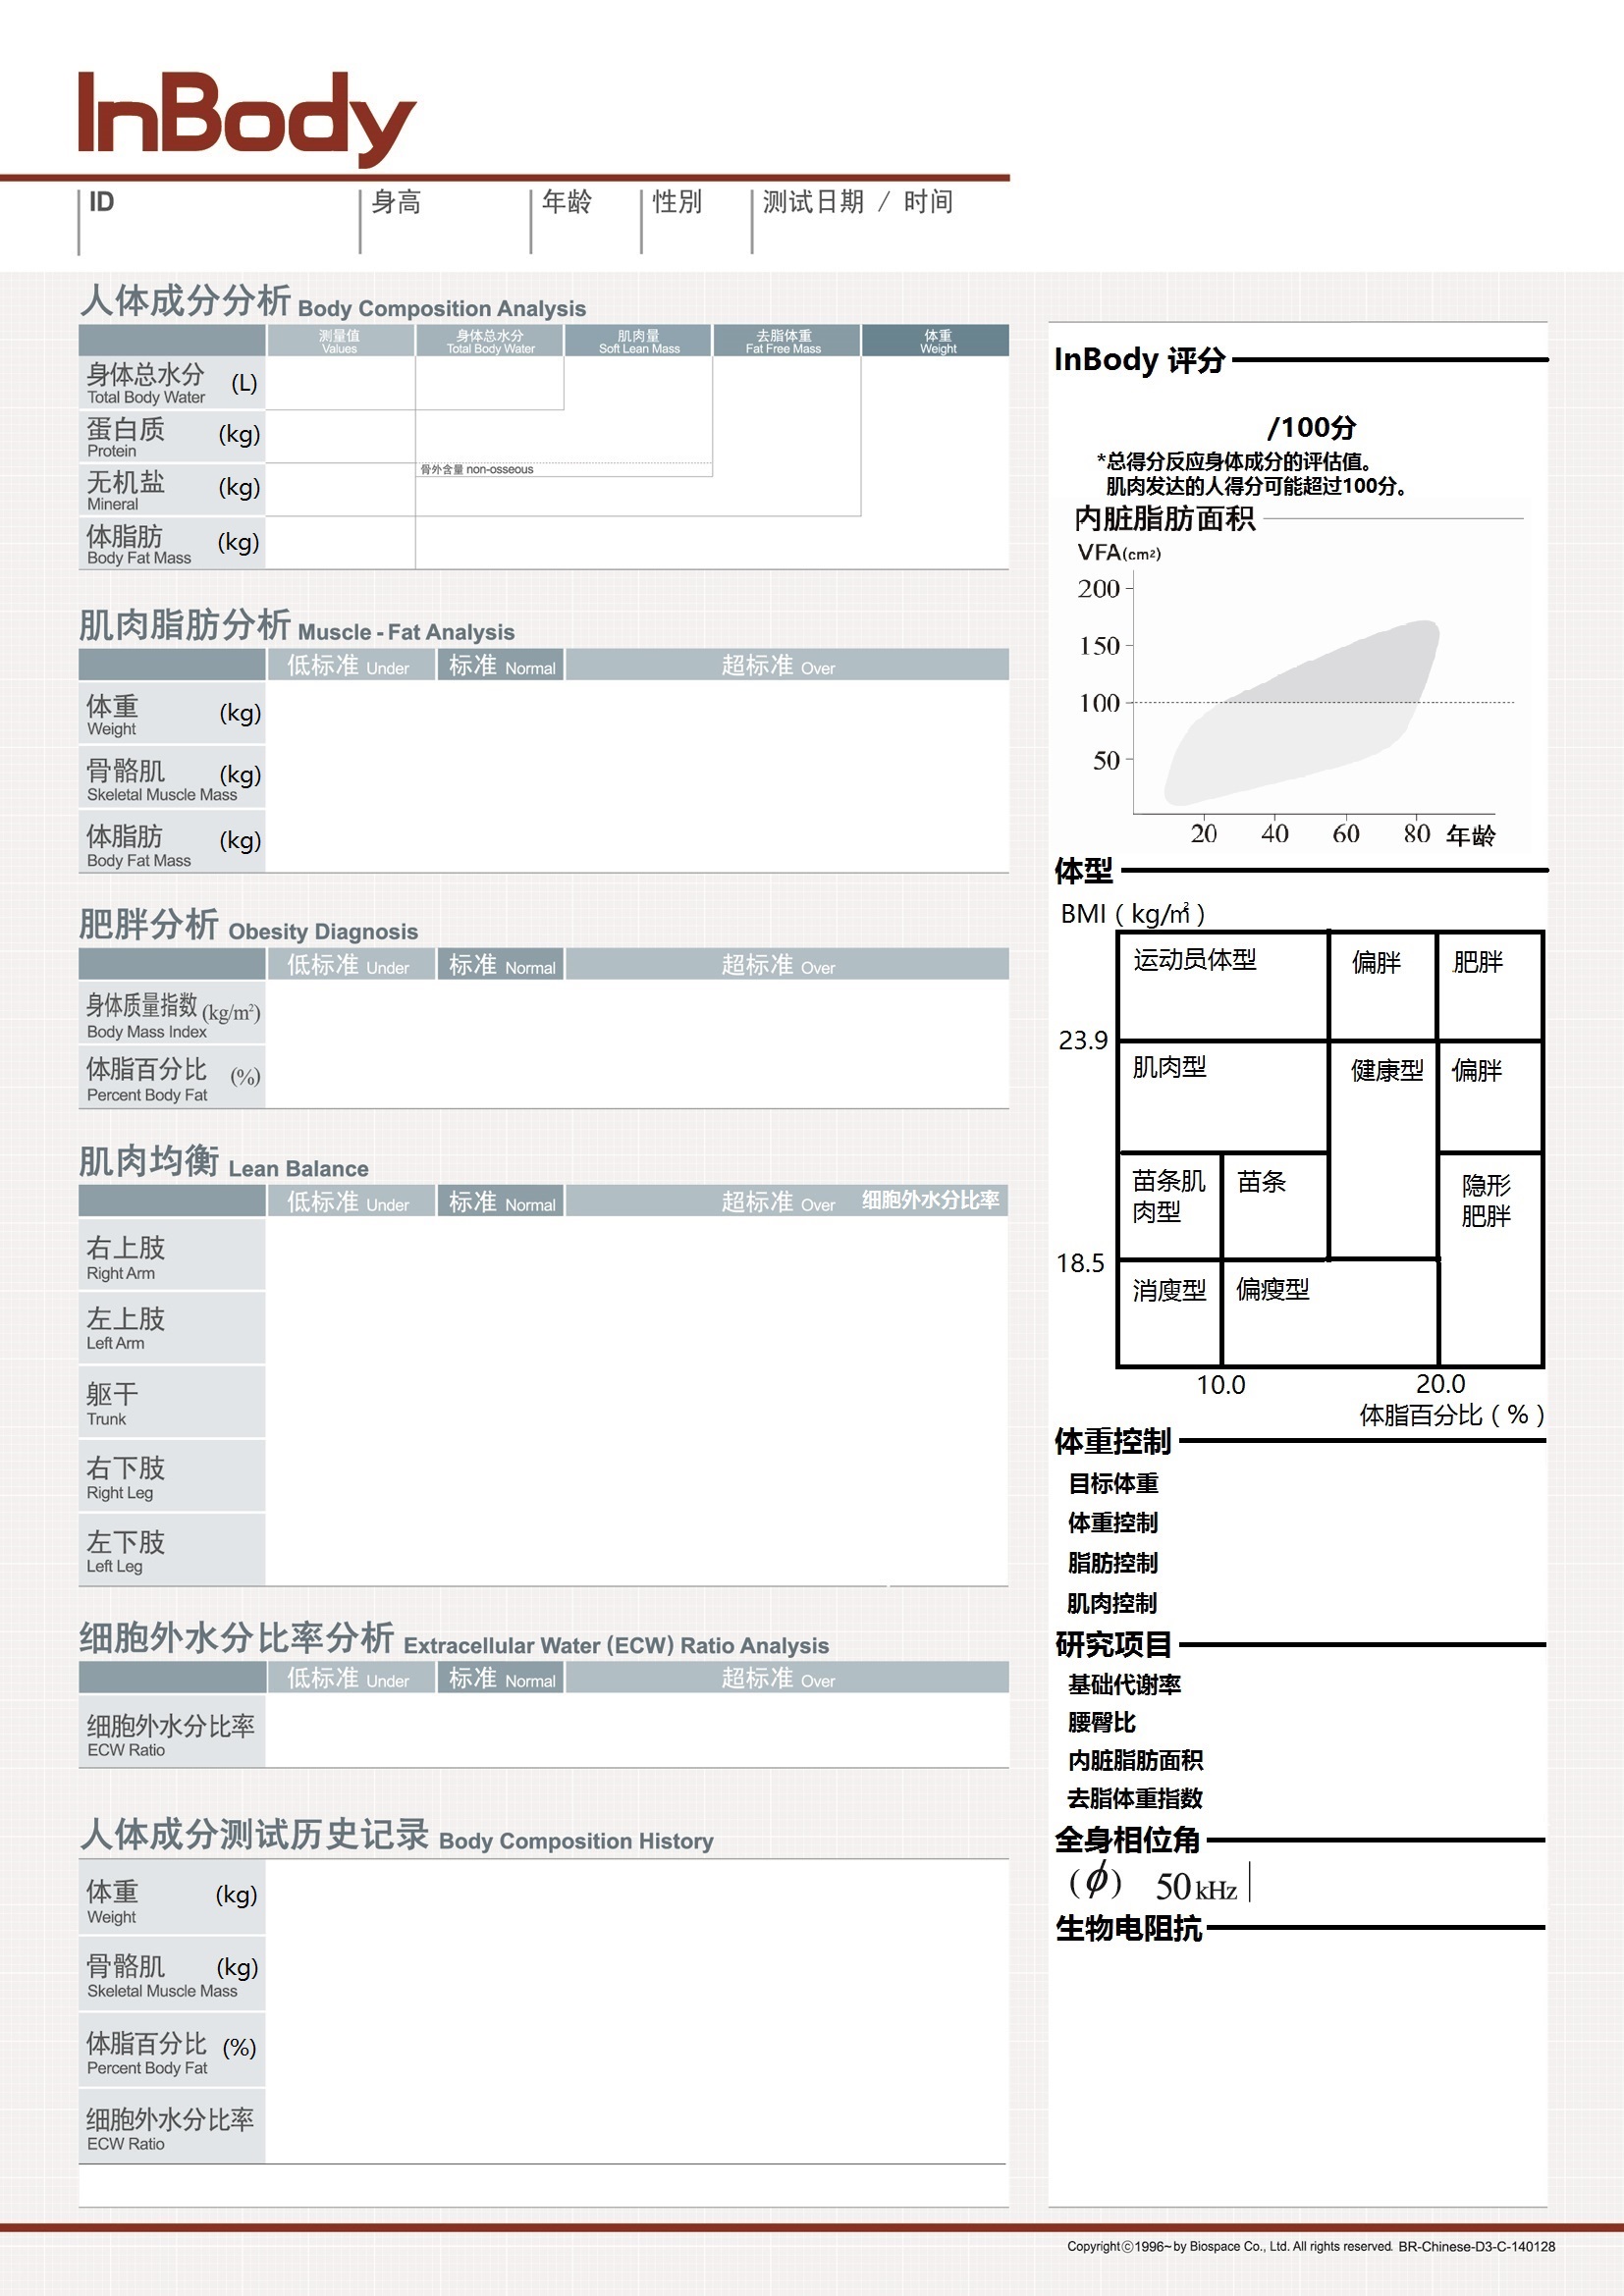 InBody
ID 身高 年龄 性别 测试日期 / 时间
人体成分分析 Body Composition Analysis
测量值 身体总水分 肌肉量 去脂体重 体重
Values Total Body Water Soft Lean Mass Fat Free Mass Weight
身体总水分 (L)
Total Body Water
蛋白质 (kg)
Protein
骨外含量 non-osseous
无机盐 (kg)
Mineral
体脂肪 (kg)
Body Fat Mass
肌肉脂肪分析 Muscle - Fat Analysis
低标准 Under 标准 Normal 超标准 Over
体重 (kg)
Weight
骨骼肌 (kg)
Skeletal Muscle Mass
体脂肪 (kg)
Body Fat Mass
肥胖分析 Obesity Diagnosis
低标准 Under 标准 Normal 超标准 Over
身体质量指数 (kg/m²)
Body Mass Index
体脂百分比 (%)
Percent Body Fat
肌肉均衡 Lean Balance
低标准 Under 标准 Normal 超标准 Over 细胞外水分比率
右上肢
Right Arm
左上肢
Left Arm
躯干
Trunk
右下肢
Right Leg
左下肢
Left Leg
细胞外水分比率分析 Extracellular Water (ECW) Ratio Analysis
低标准 Under 标准 Normal 超标准 Over
细胞外水分比率
ECW Ratio
人体成分测试历史记录 Body Composition History
体重 (kg)
Weight
骨骼肌 (kg)
Skeletal Muscle Mass
体脂百分比 (%)
Percent Body Fat
细胞外水分比率
ECW Ratio
InBody 评分
/100分
*总得分反应身体成分的评估值。
肌肉发达的人得分可能超过100分。
内脏脂肪面积
VFA(cm²)
200
150
100
50
20 40 60 80 年龄
体型
BMI ( kg/㎡ )
运动员体型 偏胖 肥胖
23.9
肌肉型 健康型 偏胖
苗条肌 苗条 隐形
肉型 肥胖
18.5
消瘦型 偏瘦型
10.0 20.0
体脂百分比 ( % )
体重控制
目标体重
体重控制
脂肪控制
肌肉控制
研究项目
基础代谢率
腰臀比
内脏脂肪面积
去脂体重指数
全身相位角
(ϕ) 50 kHz
生物电阻抗
Copyright ⓒ 1996~ by Biospace Co., Ltd. All rights reserved. BR-Chinese-D3-C-140128